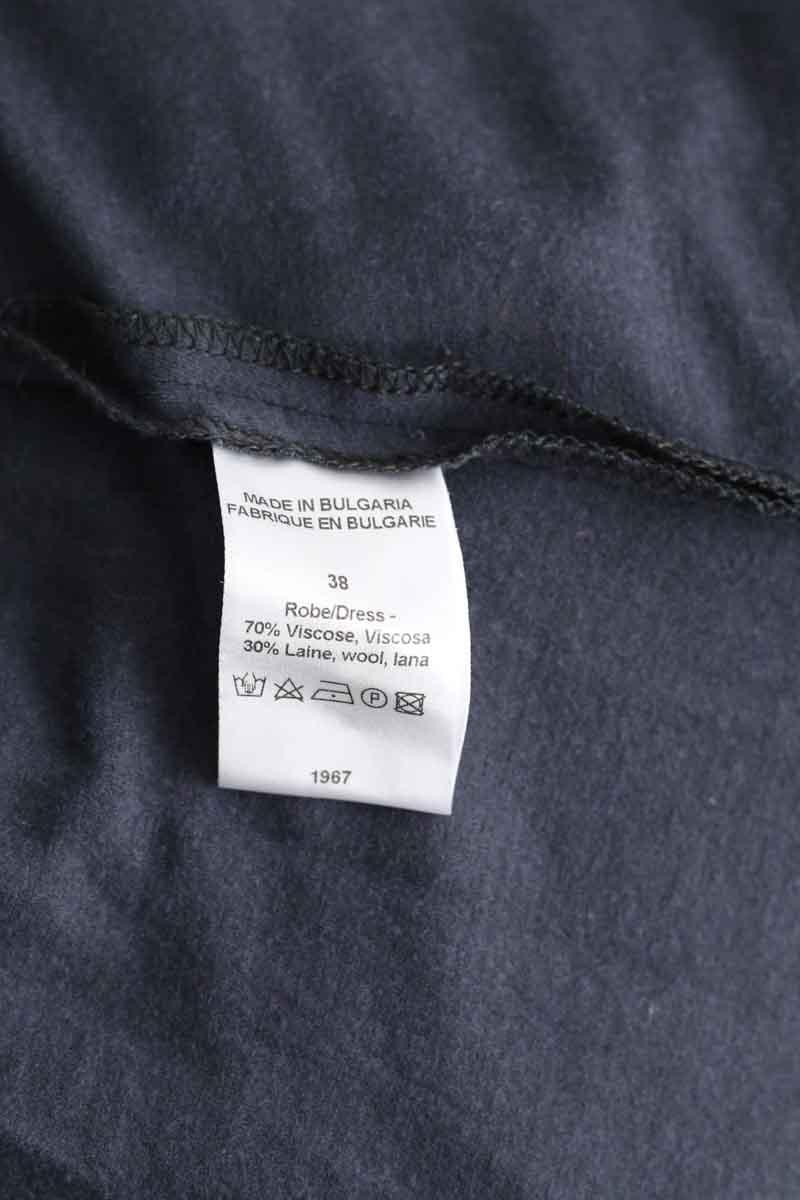 MADE IN BULGARIA
FABRIQUE EN BULGARIE
38
Robe/Dress -
70% Viscose, Viscosa
30% Laine, wool, lana
P
1967